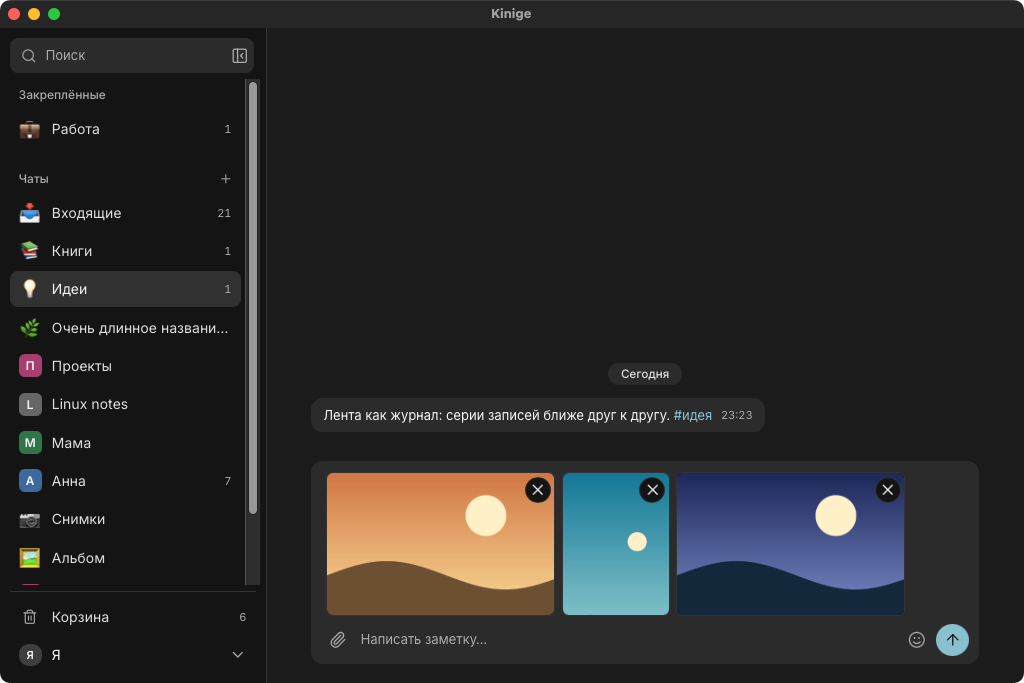 Kinige
Поиск
Закреплённые
Работа 1
Чаты
Входящие 21
Книги 1
Идеи 1
Очень длинное названи...
П Проекты
L Linux notes
М Мама
А Анна 7
Снимки
Альбом
Корзина 6
Я Я
Сегодня
Лента как журнал: серии записей ближе друг к другу. #идея 23:23
Написать заметку...